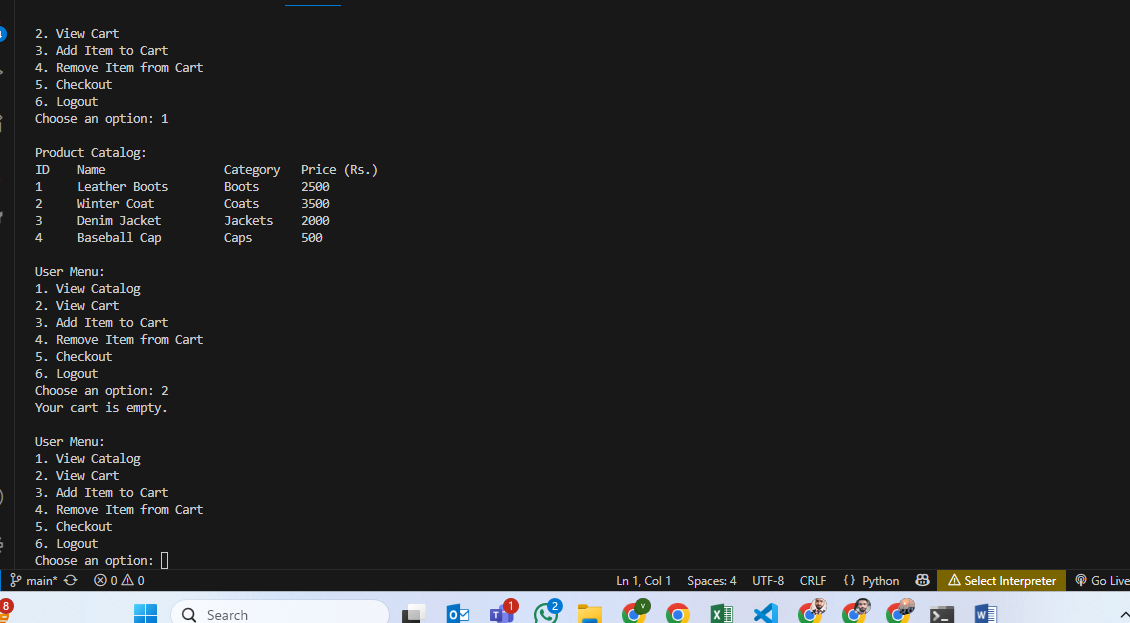 2. View Cart
3. Add Item to Cart
4. Remove Item from Cart
5. Checkout
6. Logout
Choose an option: 1
Product Catalog:
ID Name Category Price (Rs.)
1 Leather Boots Boots 2500
2 Winter Coat Coats 3500
3 Denim Jacket Jackets 2000
4 Baseball Cap Caps 500
User Menu:
1. View Catalog
2. View Cart
3. Add Item to Cart
4. Remove Item from Cart
5. Checkout
6. Logout
Choose an option: 2
Your cart is empty.
User Menu:
1. View Catalog
2. View Cart
3. Add Item to Cart
4. Remove Item from Cart
5. Checkout
6. Logout
Choose an option:
main* 0 0 Ln 1, Col 1 Spaces: 4 UTF-8 CRLF {} Python Select Interpreter Go Live
8 Search 1 2 v